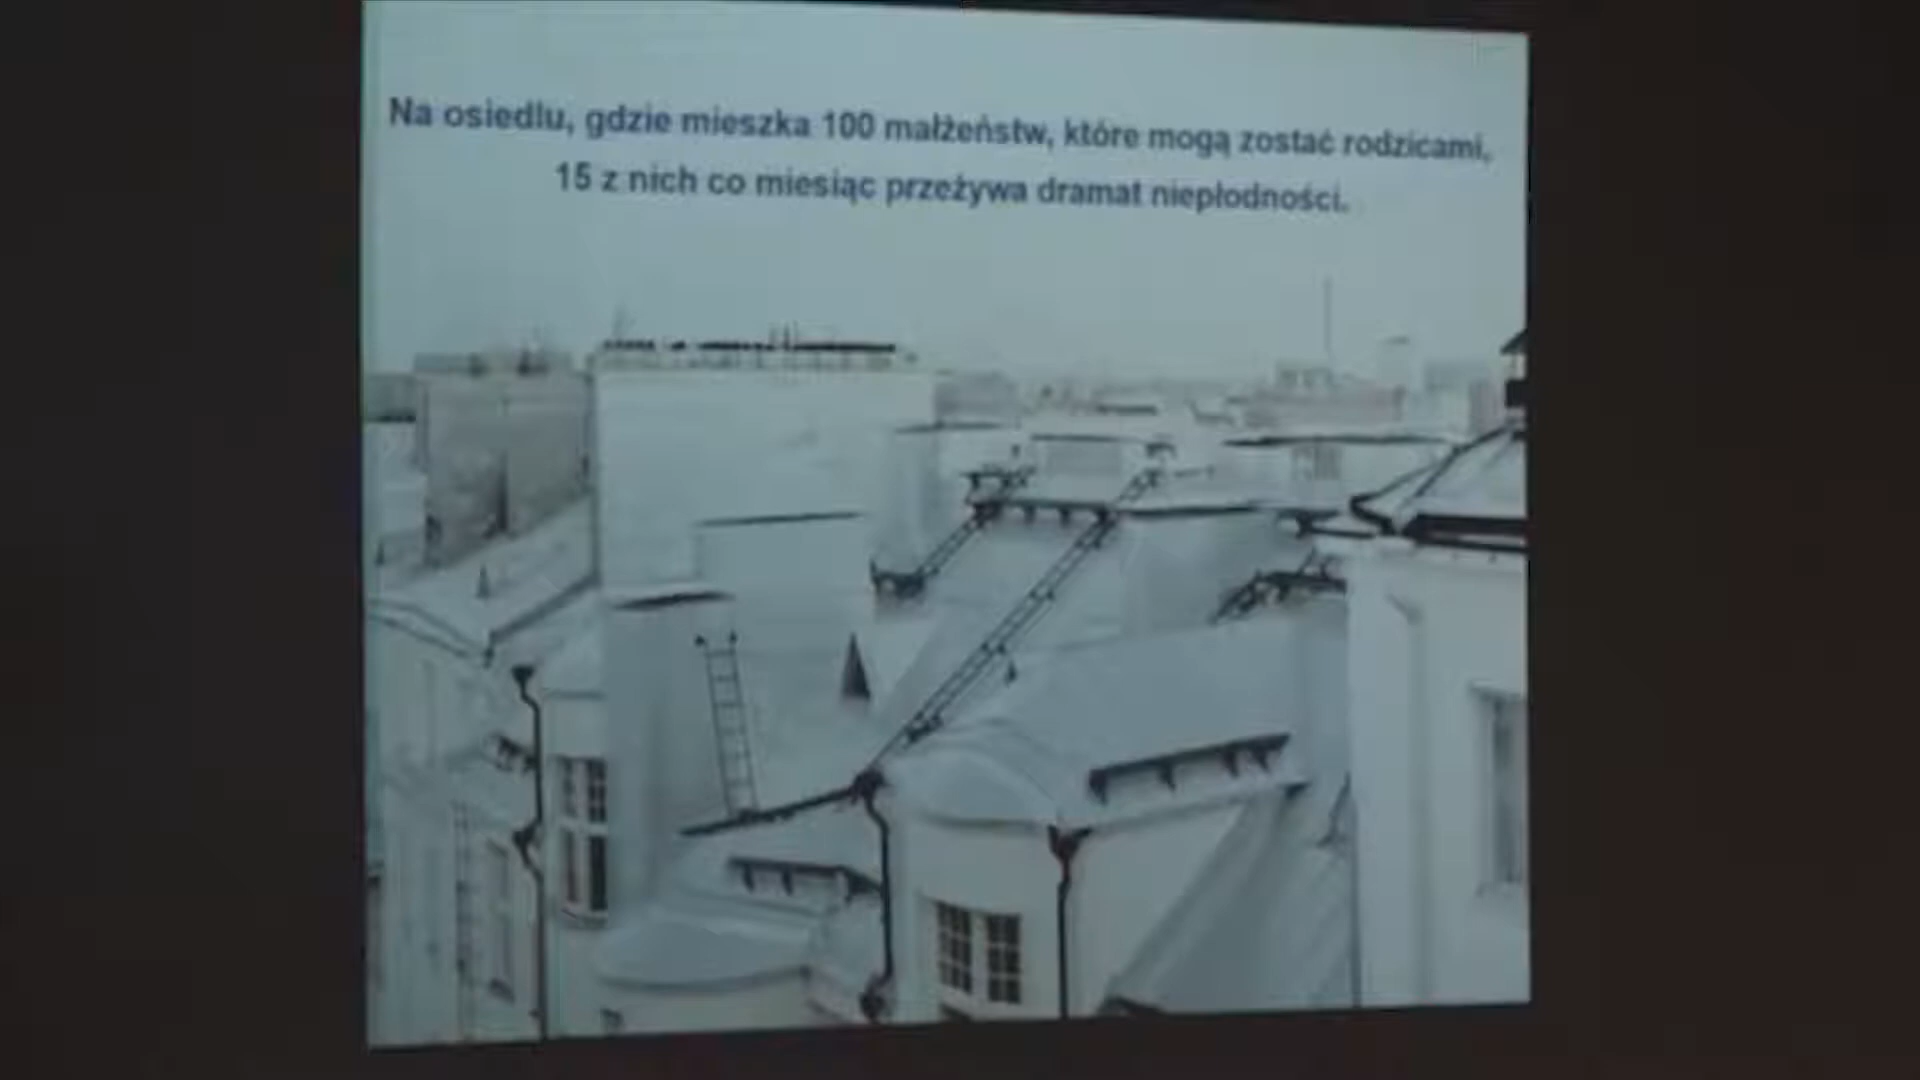 Na osiedlu, gdzie mieszka 100 małżeństw, które mogą zostać rodzicami,
15 z nich co miesiąc przeżywa dramat niepłodności.